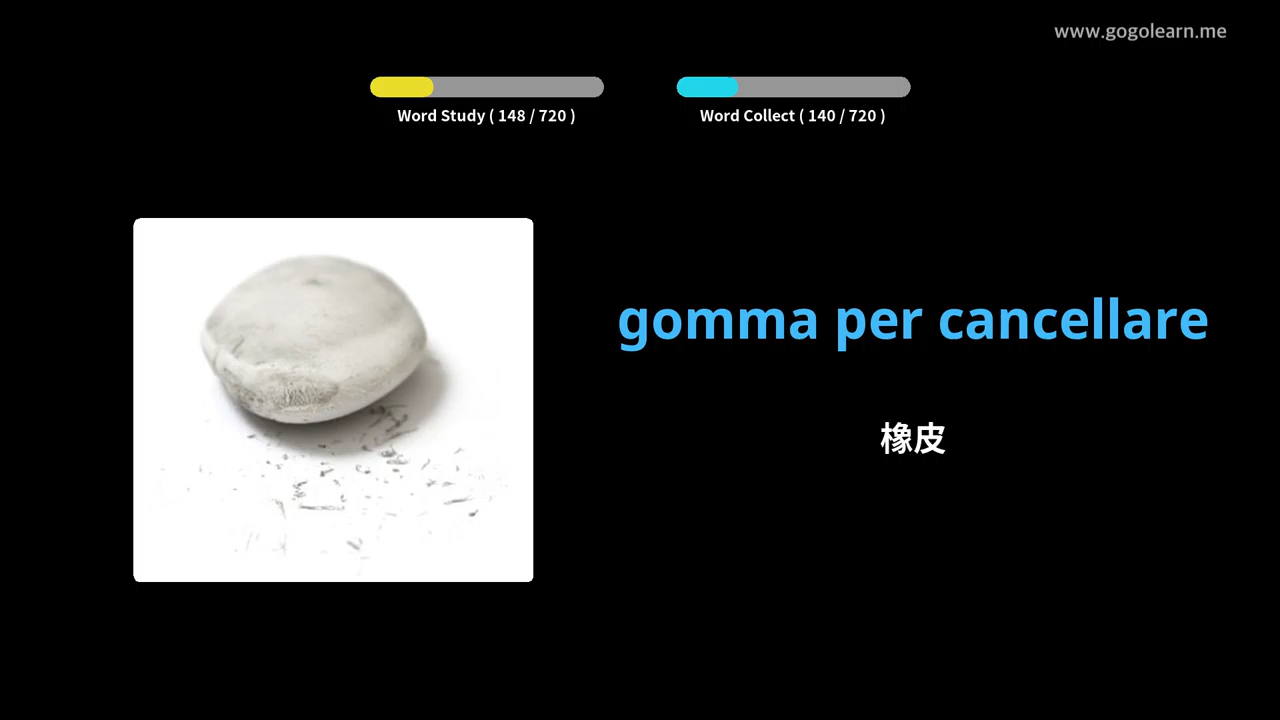 www.gogolearn.me
Word Study ( 148 / 720 )
Word Collect ( 140 / 720 )
gomma per cancellare
橡皮